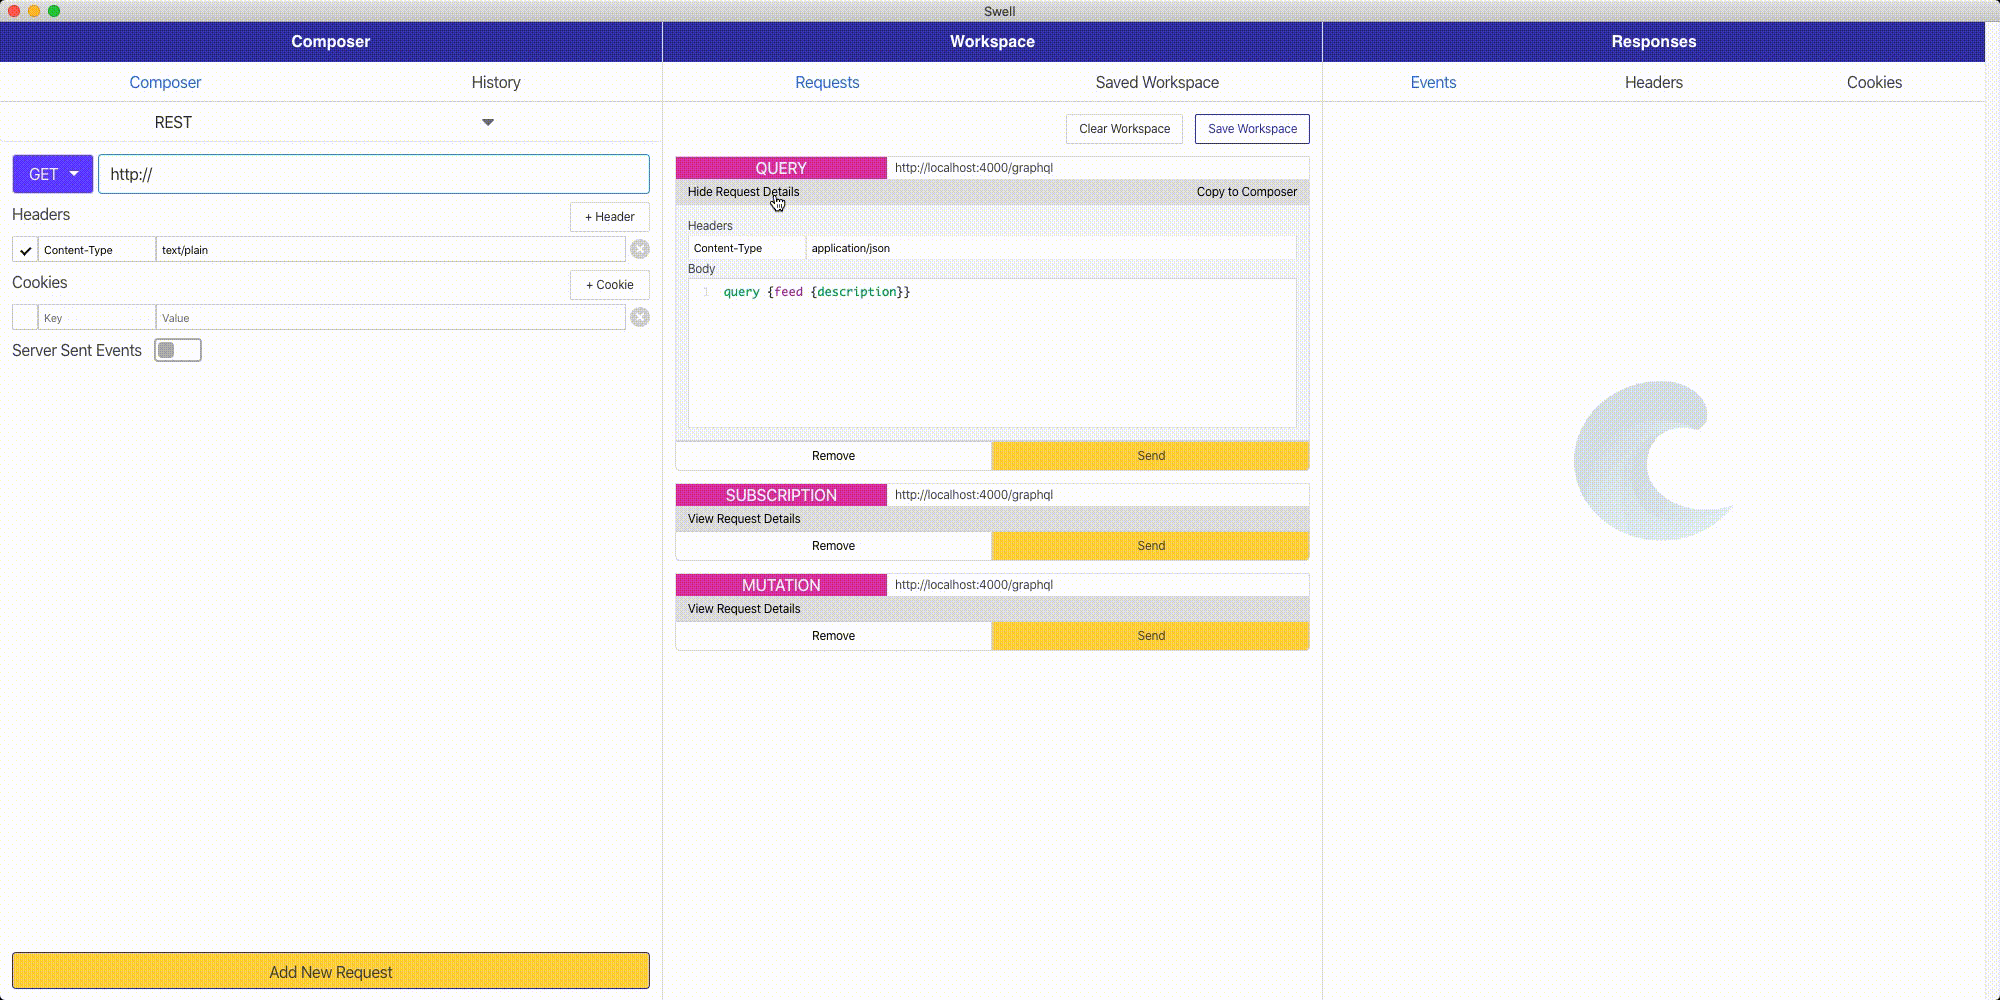 Swell
Composer
Composer History
REST
GET http://
Headers + Header
Content-Type text/plain
Cookies + Cookie
Key Value
Server Sent Events
Add New Request
Workspace
Requests Saved Workspace
Clear Workspace Save Workspace
QUERY http://localhost:4000/graphql
Hide Request Details Copy to Composer
Headers
Content-Type application/json
Body
1 query {feed {description}}
Remove Send
SUBSCRIPTION http://localhost:4000/graphql
View Request Details
Remove Send
MUTATION http://localhost:4000/graphql
View Request Details
Remove Send
Responses
Events Headers Cookies